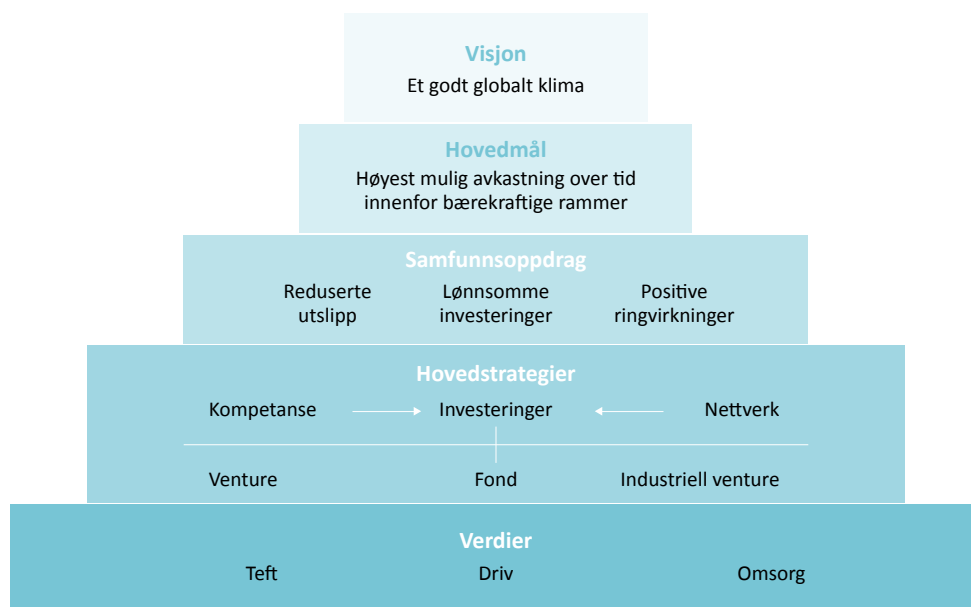 Visjon
Et godt globalt klima
Hovedmål
Høyest mulig avkastning over tid
innenfor bærekraftige rammer
Samfunnsoppdrag
Reduserte
utslipp
Lønnsomme
investeringer
Positive
ringvirkninger
Hovedstrategier
Kompetanse Investeringer Nettverk
Venture Fond Industriell venture
Verdier
Teft Driv Omsorg